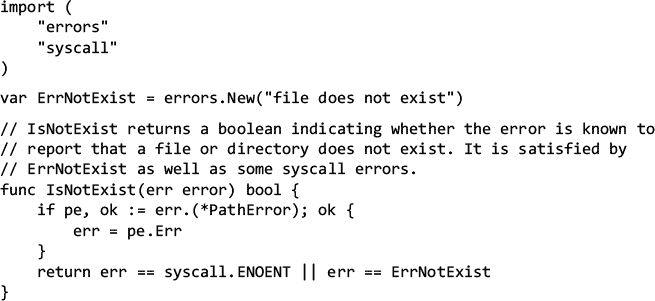 import (
    "errors"
    "syscall"
)
var ErrNotExist = errors.New("file does not exist")
// IsNotExist returns a boolean indicating whether the error is known to
// report that a file or directory does not exist. It is satisfied by
// ErrNotExist as well as some syscall errors.
func IsNotExist(err error) bool {
    if pe, ok := err.(*PathError); ok {
        err = pe.Err
    }
    return err == syscall.ENOENT || err == ErrNotExist
}